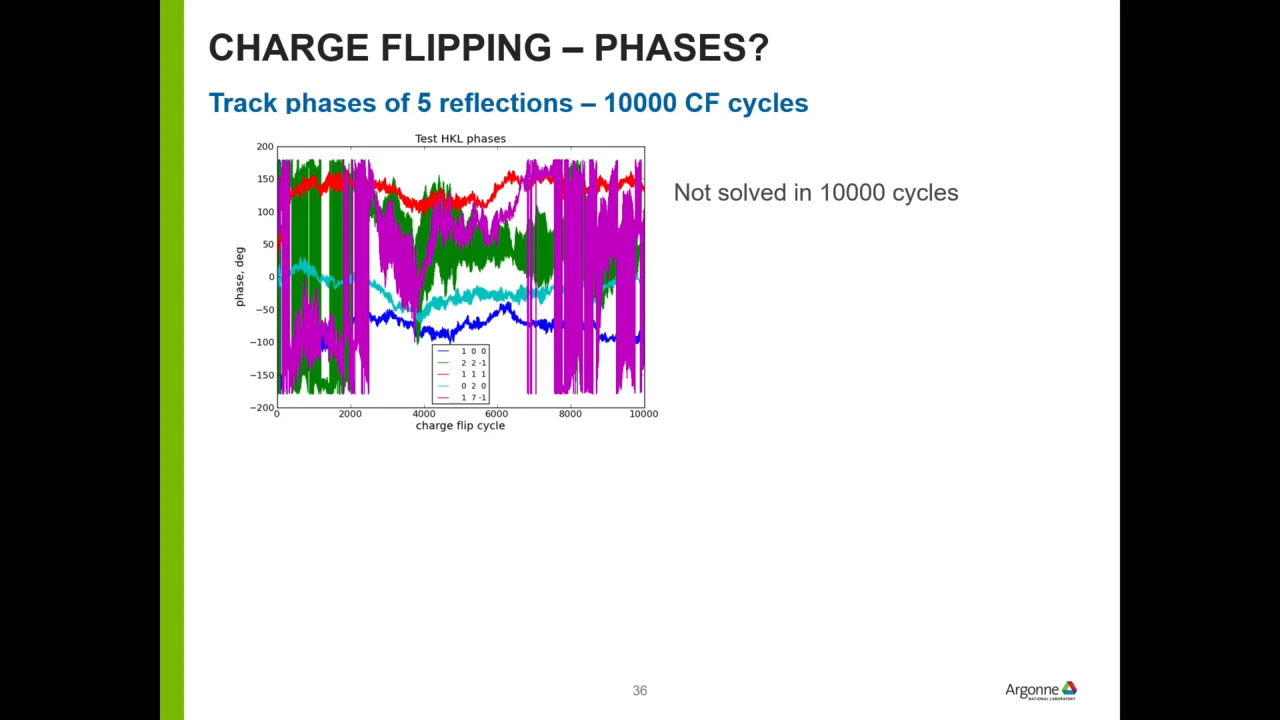 CHARGE FLIPPING – PHASES?
Track phases of 5 reflections – 10000 CF cycles
Test HKL phases
200
150
100
50
0
−50
−100
−150
−200
phase, deg
1 0 0
2 2 -1
1 1 1
0 2 0
1 7 -1
0 2000 4000 6000 8000 10000
charge flip cycle
Not solved in 10000 cycles
36
Argonne
NATIONAL LABORATORY